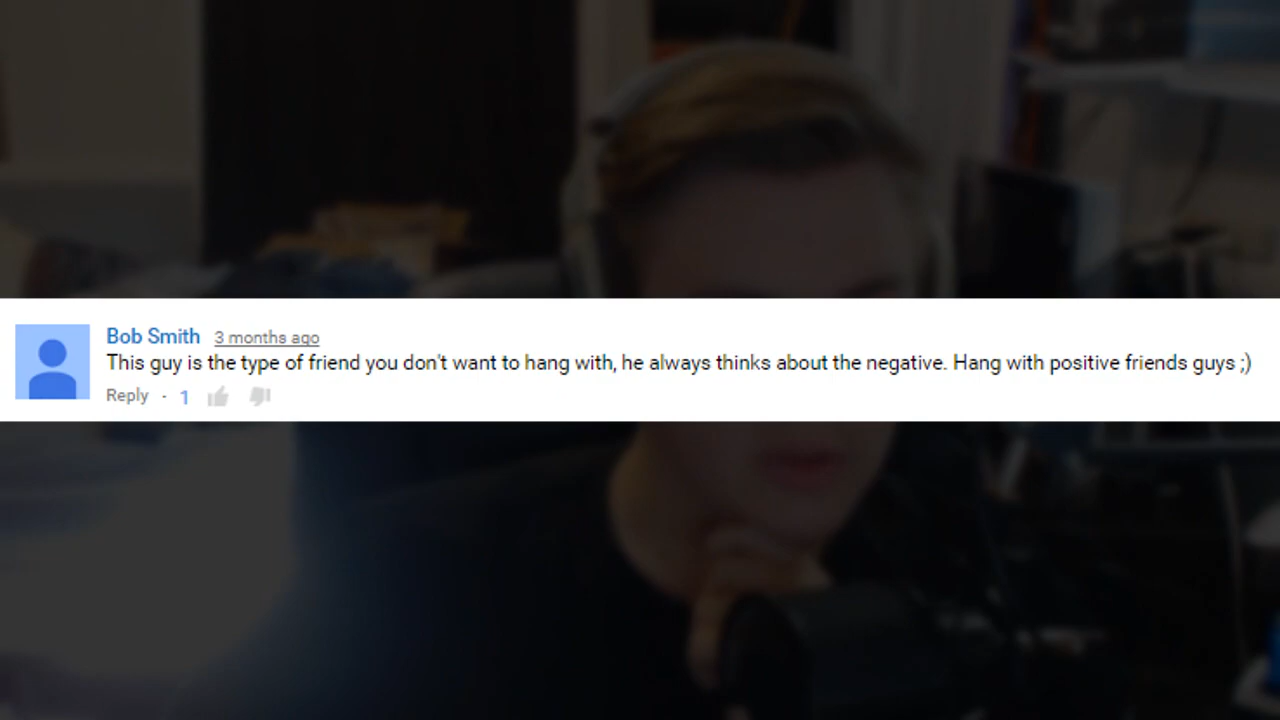 Bob Smith 3 months ago
This guy is the type of friend you don't want to hang with, he always thinks about the negative. Hang with positive friends guys ;)
Reply · 1